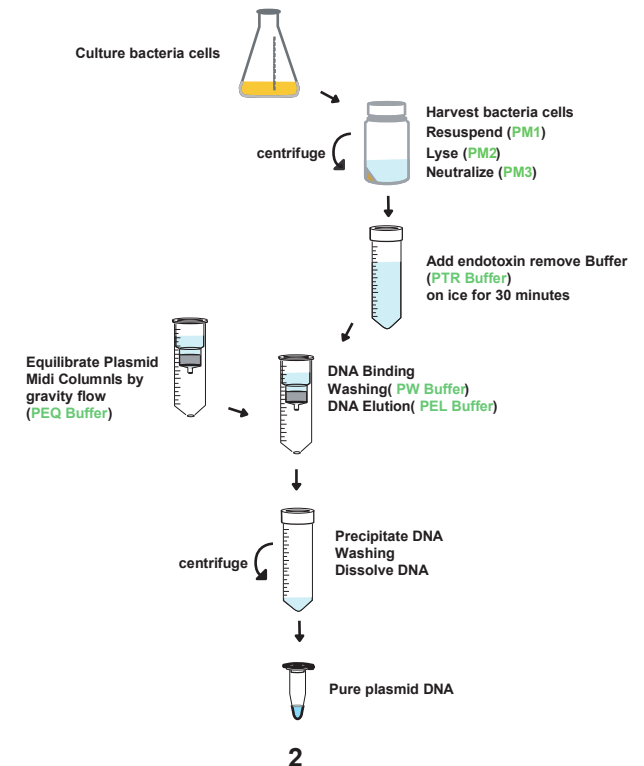 Culture bacteria cells
Harvest bacteria cells
Resuspend (PM1)
Lyse (PM2)
Neutralize (PM3)
centrifuge
Add endotoxin remove Buffer
(PTR Buffer)
on ice for 30 minutes
Equilibrate Plasmid
Midi Columnls by
gravity flow
(PEQ Buffer)
DNA Binding
Washing( PW Buffer)
DNA Elution( PEL Buffer)
Precipitate DNA
Washing
Dissolve DNA
centrifuge
Pure plasmid DNA
2